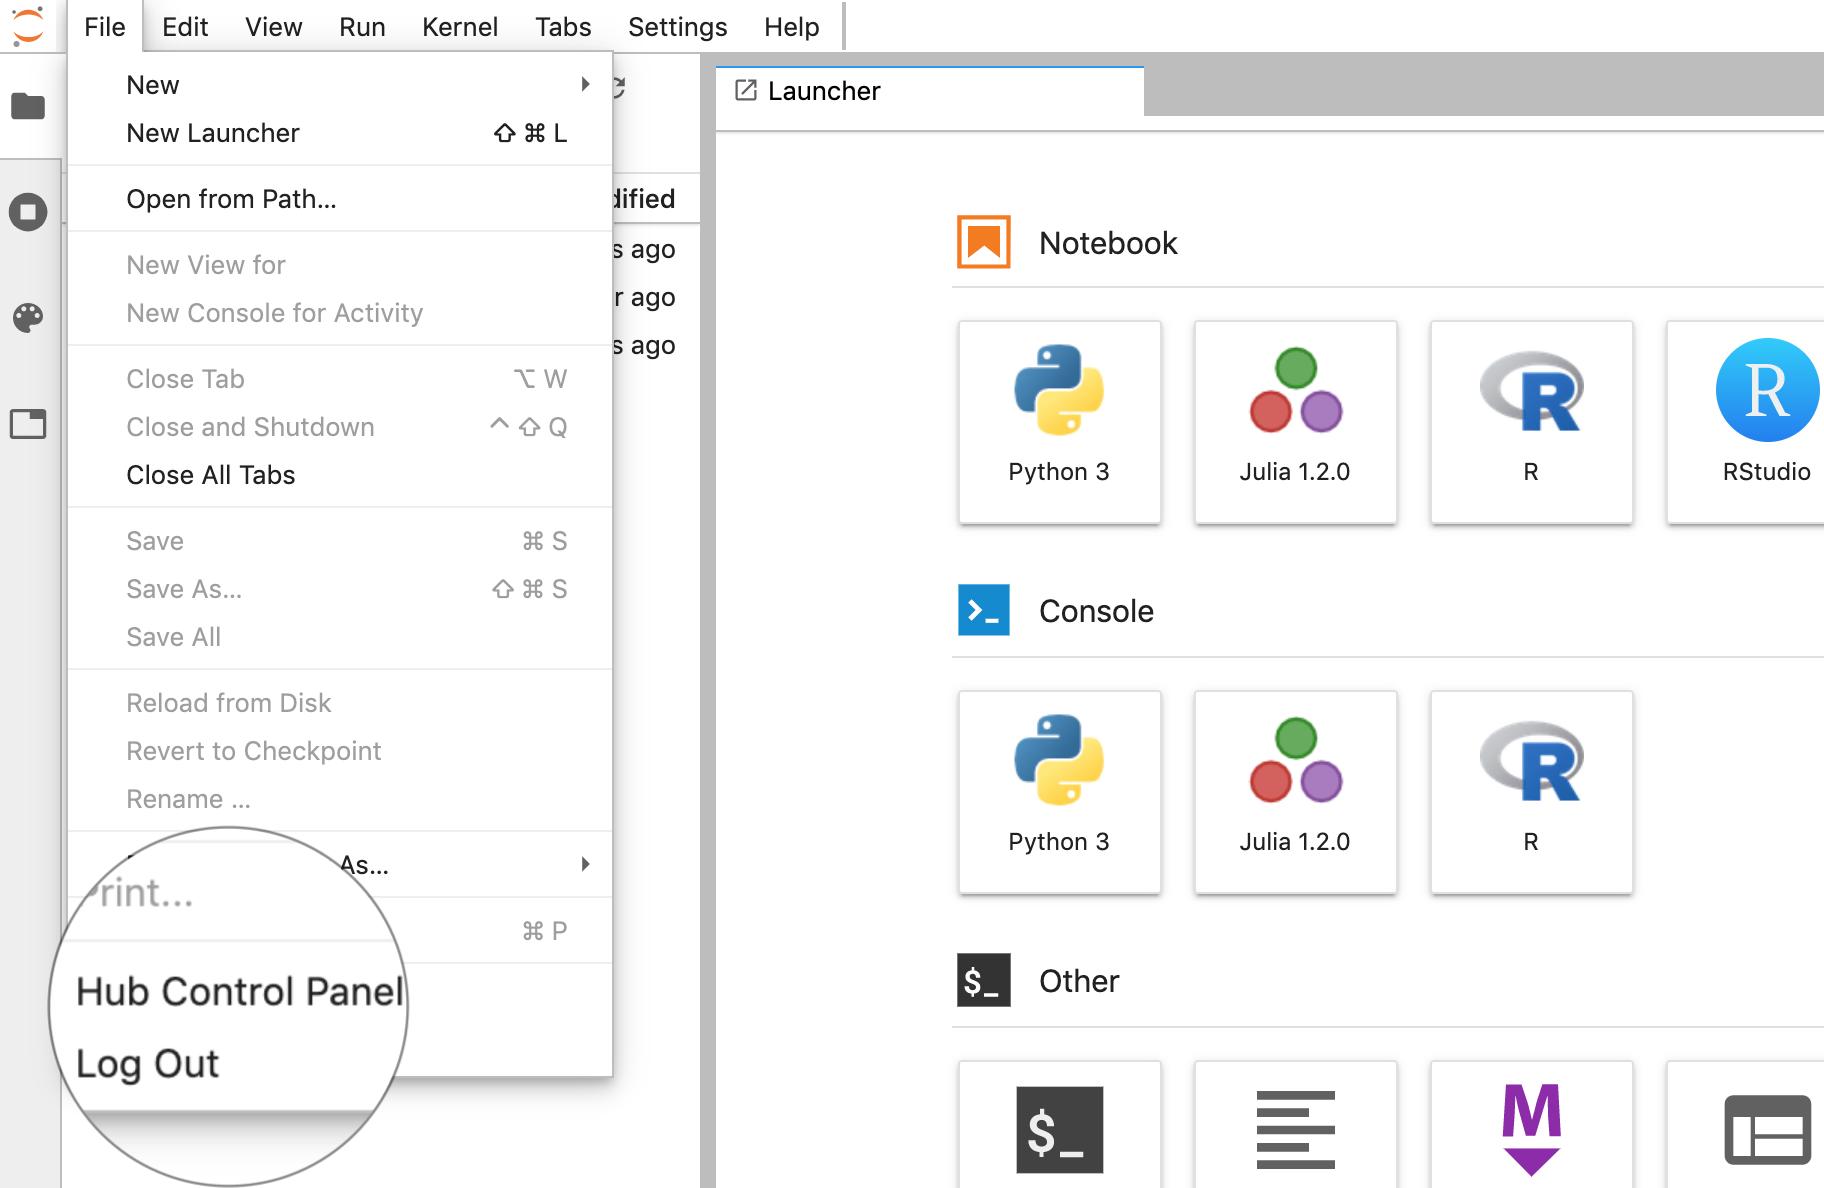 File Edit View Run Kernel Tabs Settings Help
New
New Launcher ⇧ ⌘ L
Open from Path...
New View for
New Console for Activity
Close Tab ⌥ W
Close and Shutdown ^ ⇧ Q
Close All Tabs
Save ⌘ S
Save As... ⇧ ⌘ S
Save All
Reload from Disk
Revert to Checkpoint
Rename ...
As...
Print... ⌘ P
Hub Control Panel
Log Out
dified
s ago
r ago
s ago
Launcher
Notebook
Python 3 Julia 1.2.0 R RStudio
Console
Python 3 Julia 1.2.0 R
$_ Other
$_ M